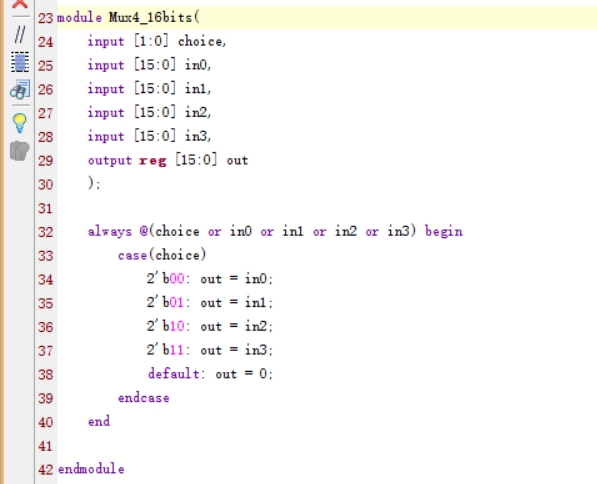 23 module Mux4_16bits(
24 input [1:0] choice,
25 input [15:0] in0,
26 input [15:0] in1,
27 input [15:0] in2,
28 input [15:0] in3,
29 output reg [15:0] out
30 );
31
32 always @(choice or in0 or in1 or in2 or in3) begin
33 case(choice)
34 2'b00: out = in0;
35 2'b01: out = in1;
36 2'b10: out = in2;
37 2'b11: out = in3;
38 default: out = 0;
39 endcase
40 end
41
42 endmodule